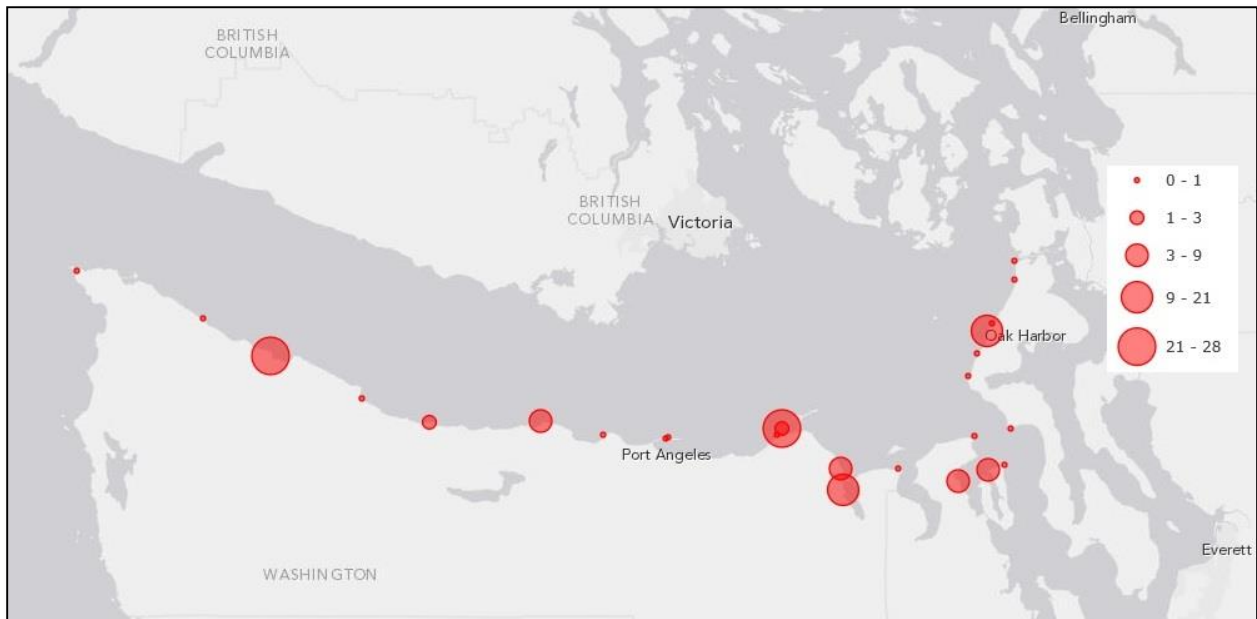 Bellingham
BRITISH
COLUMBIA
0 - 1
BRITISH
COLUMBIA
Victoria
1 - 3
3 - 9
9 - 21
Oak Harbor
21 - 28
Port Angeles
Everett
WASHINGTON